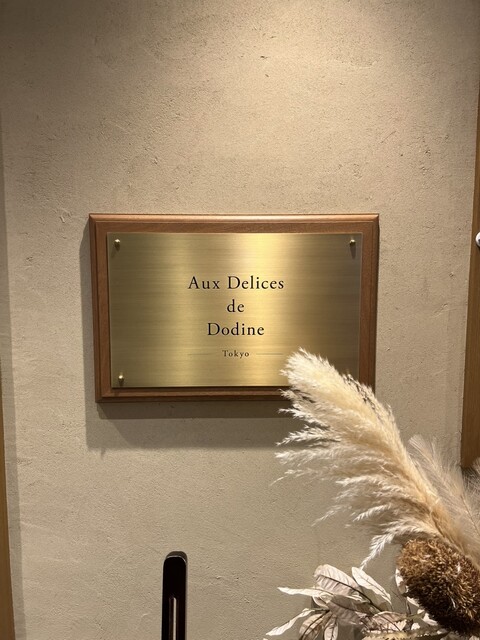 Aux Delices
de
Dodine
Tokyo